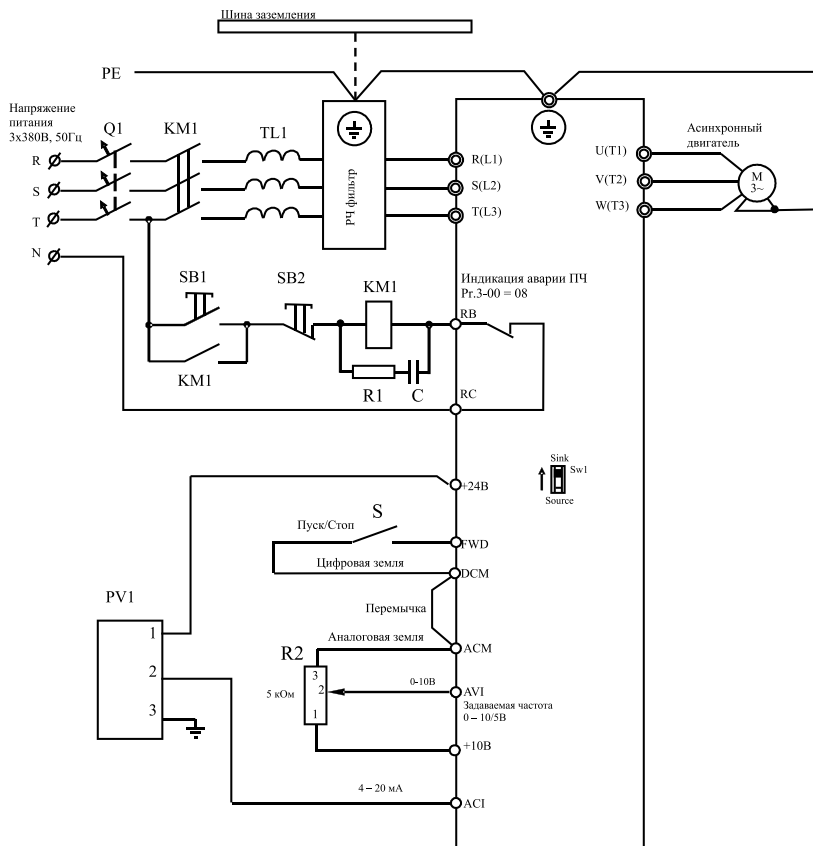 Шина заземления
PE
Напряжение
питания
3х380В, 50Гц
Q1
KM1
TL1
R
S
T
N
РЧ фильтр
R(L1)
S(L2)
T(L3)
U(T1)
V(T2)
W(T3)
Асинхронный
двигатель
М
3~
SB1
SB2
KM1
KM1
R1
C
Индикация аварии ПЧ
Pr.3-00 = 08
RB
RC
Sink
Sw1
Source
+24В
Пуск/Стоп
S
FWD
Цифровая земля
DCM
Перемычка
PV1
1
2
3
Аналоговая земля
ACM
R2
5 кОм
3
2
1
0-10В
AVI
Задаваемая частота
0 – 10/5В
+10В
4 – 20 мА
ACI